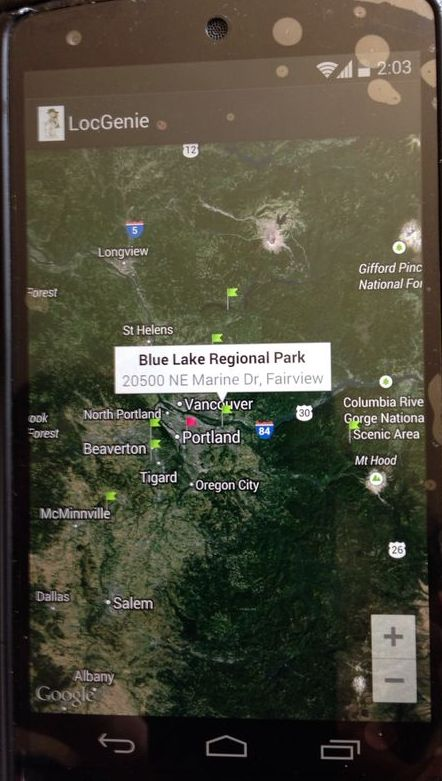 2:03
LocGenie
12
5
Longview
Gifford Pinc
National For
Forest
St Helens
Blue Lake Regional Park
20500 NE Marine Dr, Fairview
Vancouver
North Portland
30
Columbia Rive
Gorge Nationa
Scenic Area
ook
Forest
84
Portland
Beaverton
Mt Hood
Tigard
Oregon City
McMinnville
26
Dallas
Salem
+
−
Albany
Google